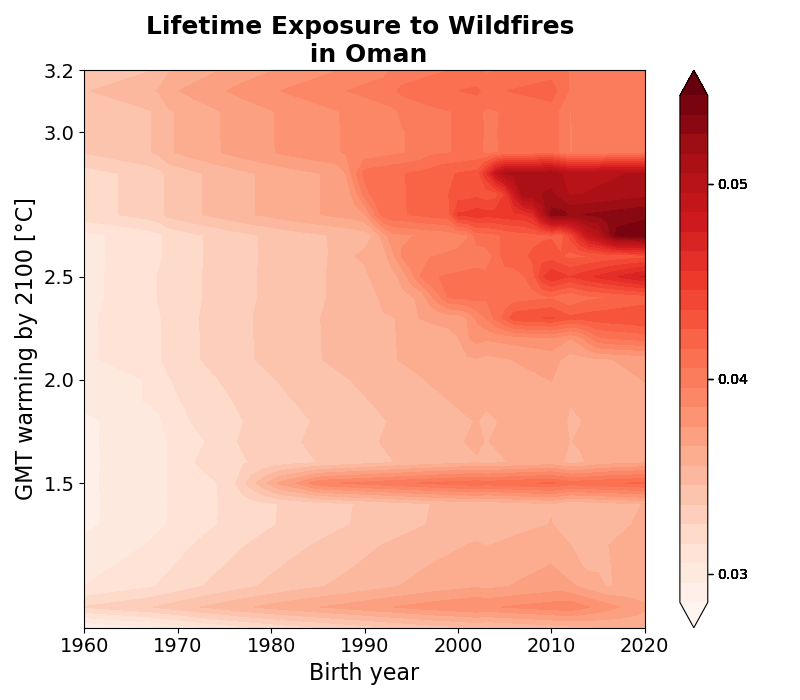 Lifetime Exposure to Wildfires
in Oman
GMT warming by 2100 [°C]
3.2
3.0
2.5
2.0
1.5
1960 1970 1980 1990 2000 2010 2020
Birth year
0.05
0.04
0.03